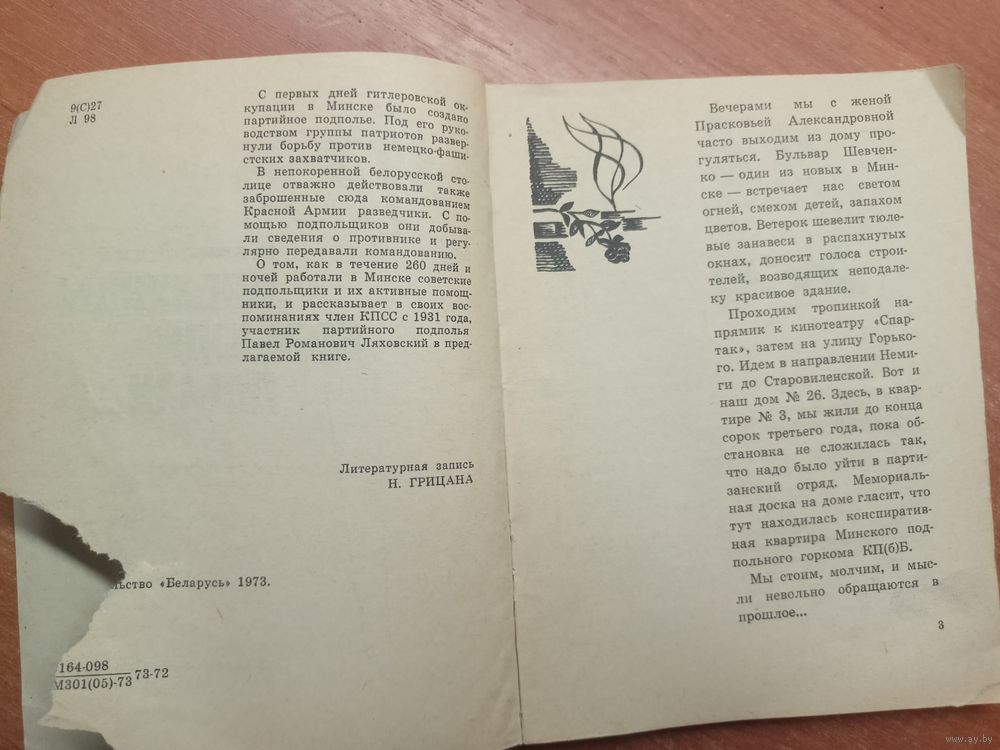 9(С)27
Л 98
С первых дней гитлеровской ок-
купации в Минске было создано
партийное подполье. Под его руко-
водством группы патриотов развер-
нули борьбу против немецко-фаши-
стских захватчиков.
В непокоренной белорусской сто-
лице отважно действовали также
заброшенные сюда командованием
Красной Армии разведчики. С по-
мощью подпольщиков они добыва-
ли сведения о противнике и регу-
лярно передавали командованию.
О том, как в течение 260 дней и
ночей работали в Минске советские
подпольщики и их активные помощ-
ники, и рассказывает в своих вос-
поминаниях член КПСС с 1931 года,
участник партийного подполья
Павел Романович Ляховский в пред-
лагаемой книге.
Литературная запись
Н. ГРИЦАНА
льство «Беларусь» 1973.
164-098
М301(05)-73 73-72
Вечерами мы с женой
Прасковьей Александровной
часто выходим из дому про-
гуляться. Бульвар Шевчен-
ко — один из новых в Мин-
ске — встречает нас светом
огней, смехом детей, запахом
цветов. Ветерок шевелит тюле-
вые занавеси в распахнутых
окнах, доносит голоса строи-
телей, возводящих неподале-
ку красивое здание.
Проходим тропинкой на-
прямик к кинотеатру «Спар-
так», затем на улицу Горько-
го. Идем в направлении Неми-
ги до Старовиленской. Вот и
наш дом № 26. Здесь, в квар-
тире № 3, мы жили до конца
сорок третьего года, пока об-
становка не сложилась так,
что надо было уйти в парти-
занский отряд. Мемориаль-
ная доска на доме гласит, что
тут находилась конспиратив-
ная квартира Минского под-
польного горкома КП(б)Б.
Мы стоим, молчим, и мыс-
ли невольно обращаются в
прошлое...
3
www.ay.by